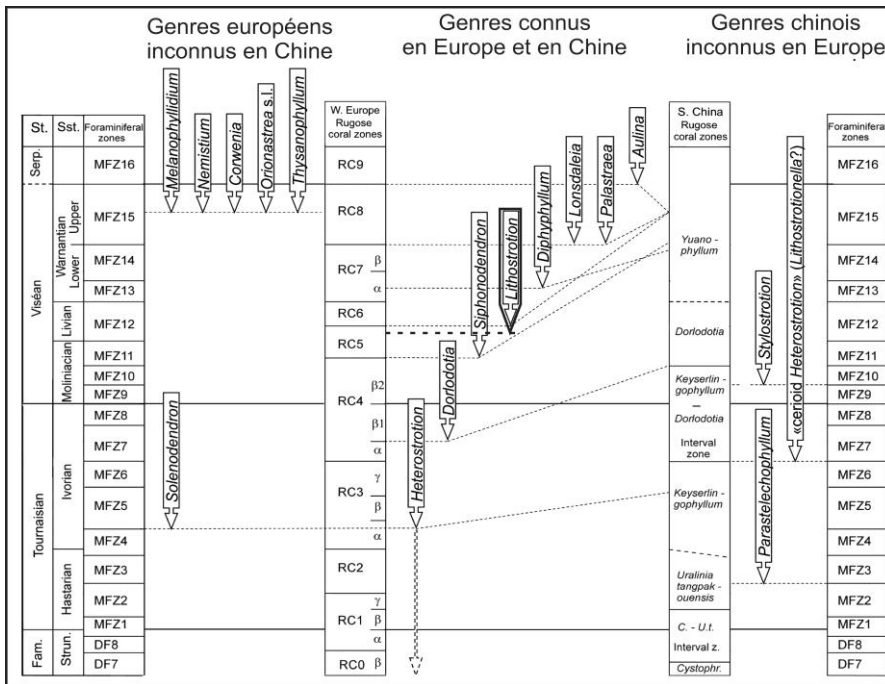 Genres européens
inconnus en Chine
Genres connus
en Europe et en Chine
Genres chinois
inconnus en Europe
Melanophyllidium
Nemistium
Corwenia
Orionastrea s.l.
Thysanophyllum
Solenodendron
Heterostrotion
Dorlodotia
Siphonodendron
Lithostrotion
Diphyphyllum
Lonsdaleia
Palastraea
Aulina
Stylostrotion
Parastelechophyllum
«cerioid Heterostrotion» (Lithostrotionella?)
St.
Sst.
Foraminiferal
zones
Serp.
Viséan
Tournaisian
Fam.
Warnantian
Upper
Lower
Livian
Moliniacian
Ivorian
Hastarian
Strun.
MFZ16
MFZ15
MFZ14
MFZ13
MFZ12
MFZ11
MFZ10
MFZ9
MFZ8
MFZ7
MFZ6
MFZ5
MFZ4
MFZ3
MFZ2
MFZ1
DF8
DF7
W. Europe
Rugose
coral zones
RC9
RC8
RC7
β
α
RC6
RC5
RC4
β2
β1
α
RC3
γ
β
α
RC2
RC1
γ
β
α
RC0
β
S. China
Rugose
coral zones
Yuano -
phyllum
Dorlodotia
Keyserlin -
gophyllum
–
Dorlodotia
Interval
zone
Keyserlin -
gophyllum
Uralinia
tangpak -
ouensis
C. - U.t.
Interval z.
Cystophr.
Foraminiferal
zones
MFZ16
MFZ15
MFZ14
MFZ13
MFZ12
MFZ11
MFZ10
MFZ9
MFZ8
MFZ7
MFZ6
MFZ5
MFZ4
MFZ3
MFZ2
MFZ1
DF8
DF7